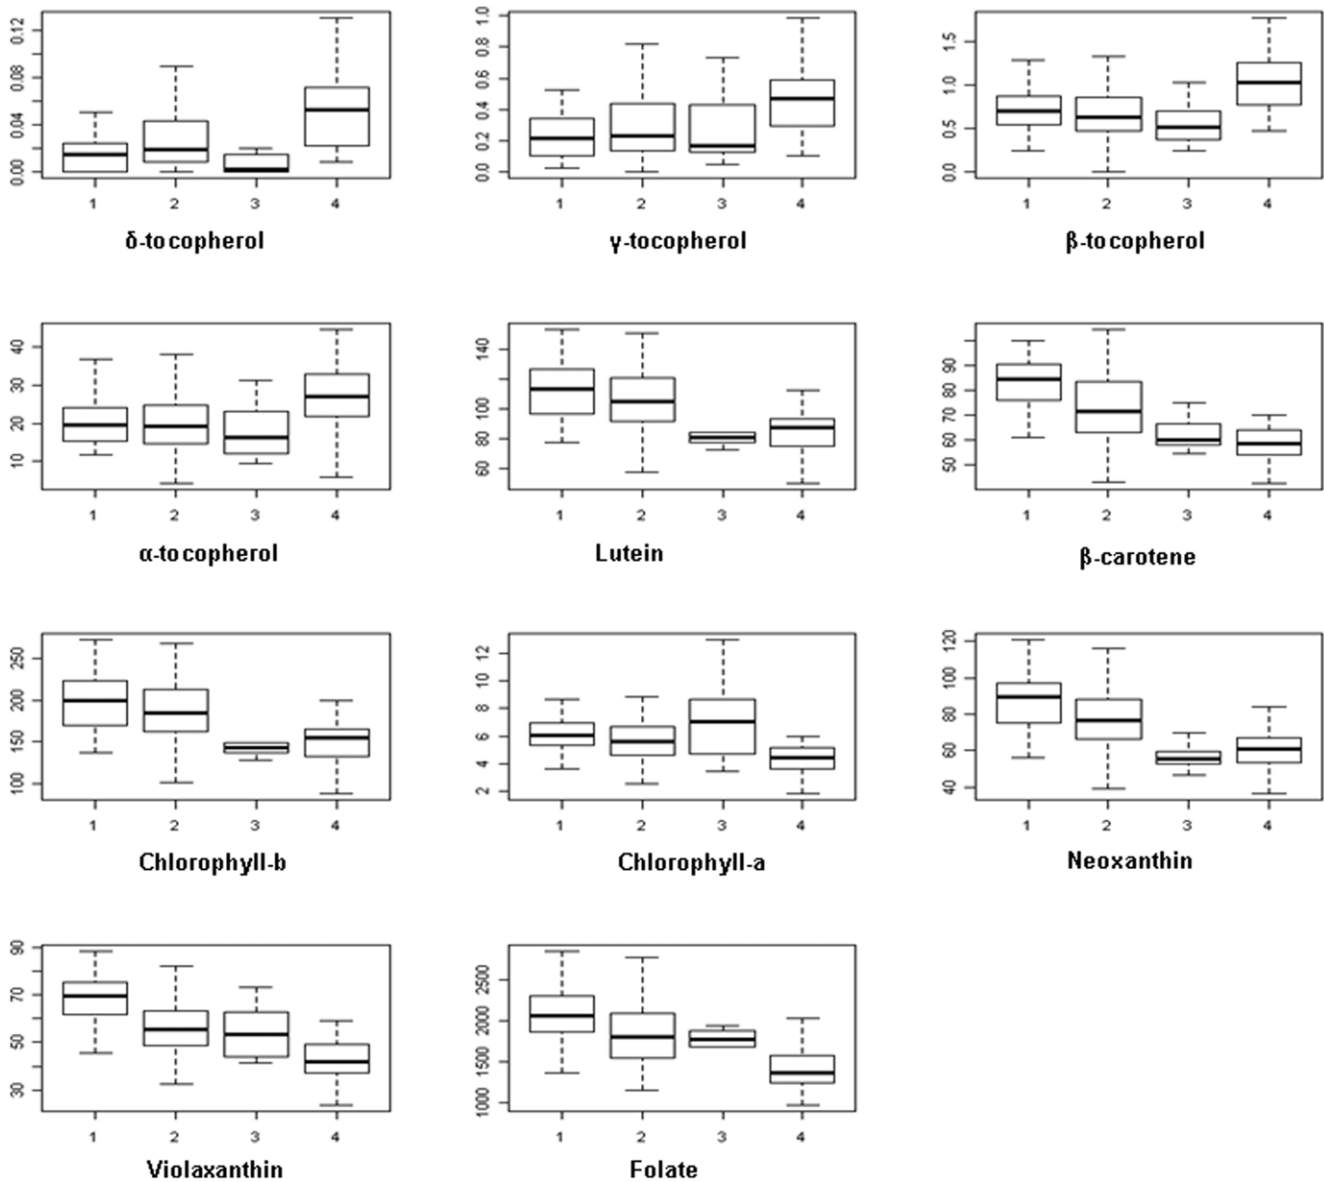 0.00 0.04 0.08 0.12
1 2 3 4
δ-tocopherol
0.0 0.2 0.4 0.6 0.8 1.0
1 2 3 4
γ-tocopherol
0.0 0.5 1.0 1.5
1 2 3 4
β-tocopherol
10 20 30 40
1 2 3 4
α-tocopherol
60 80 100 140
1 2 3 4
Lutein
50 60 70 80 90
1 2 3 4
β-carotene
100 150 200 250
1 2 3 4
Chlorophyll-b
2 4 6 8 10 12
1 2 3 4
Chlorophyll-a
40 60 80 100 120
1 2 3 4
Neoxanthin
30 50 70 90
1 2 3 4
Violaxanthin
1000 1500 2000 2500
1 2 3 4
Folate